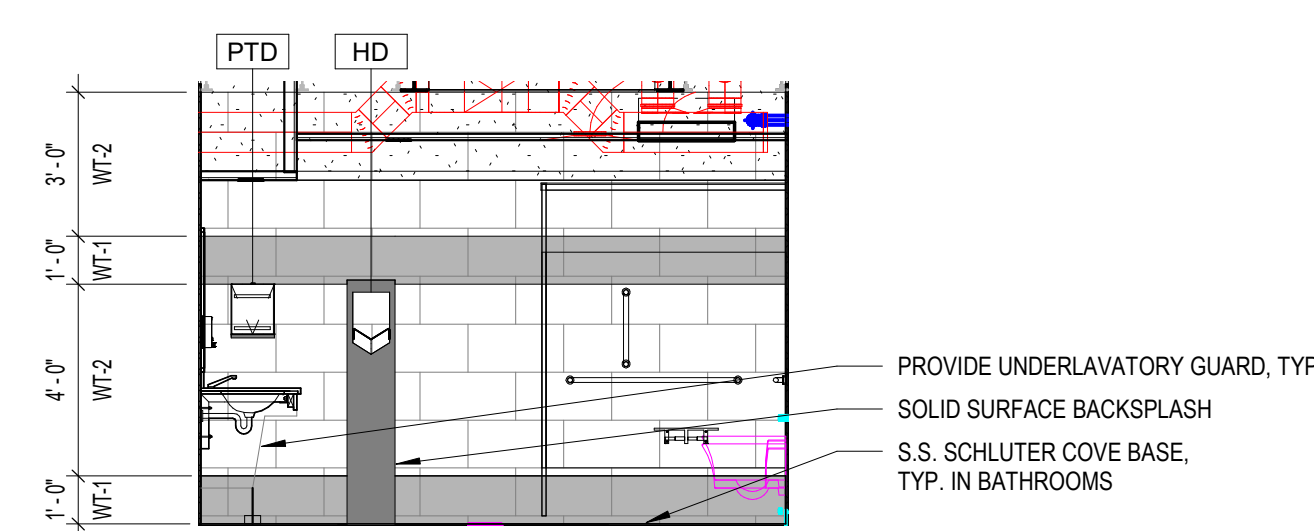 PTD
HD
3' - 0"
WT-2
1' - 0"
WT-1
4' - 0"
WT-2
1' - 0"
WT-1
PROVIDE UNDERLAVATORY GUARD, TYP
SOLID SURFACE BACKSPLASH
S.S. SCHLUTER COVE BASE,
TYP. IN BATHROOMS